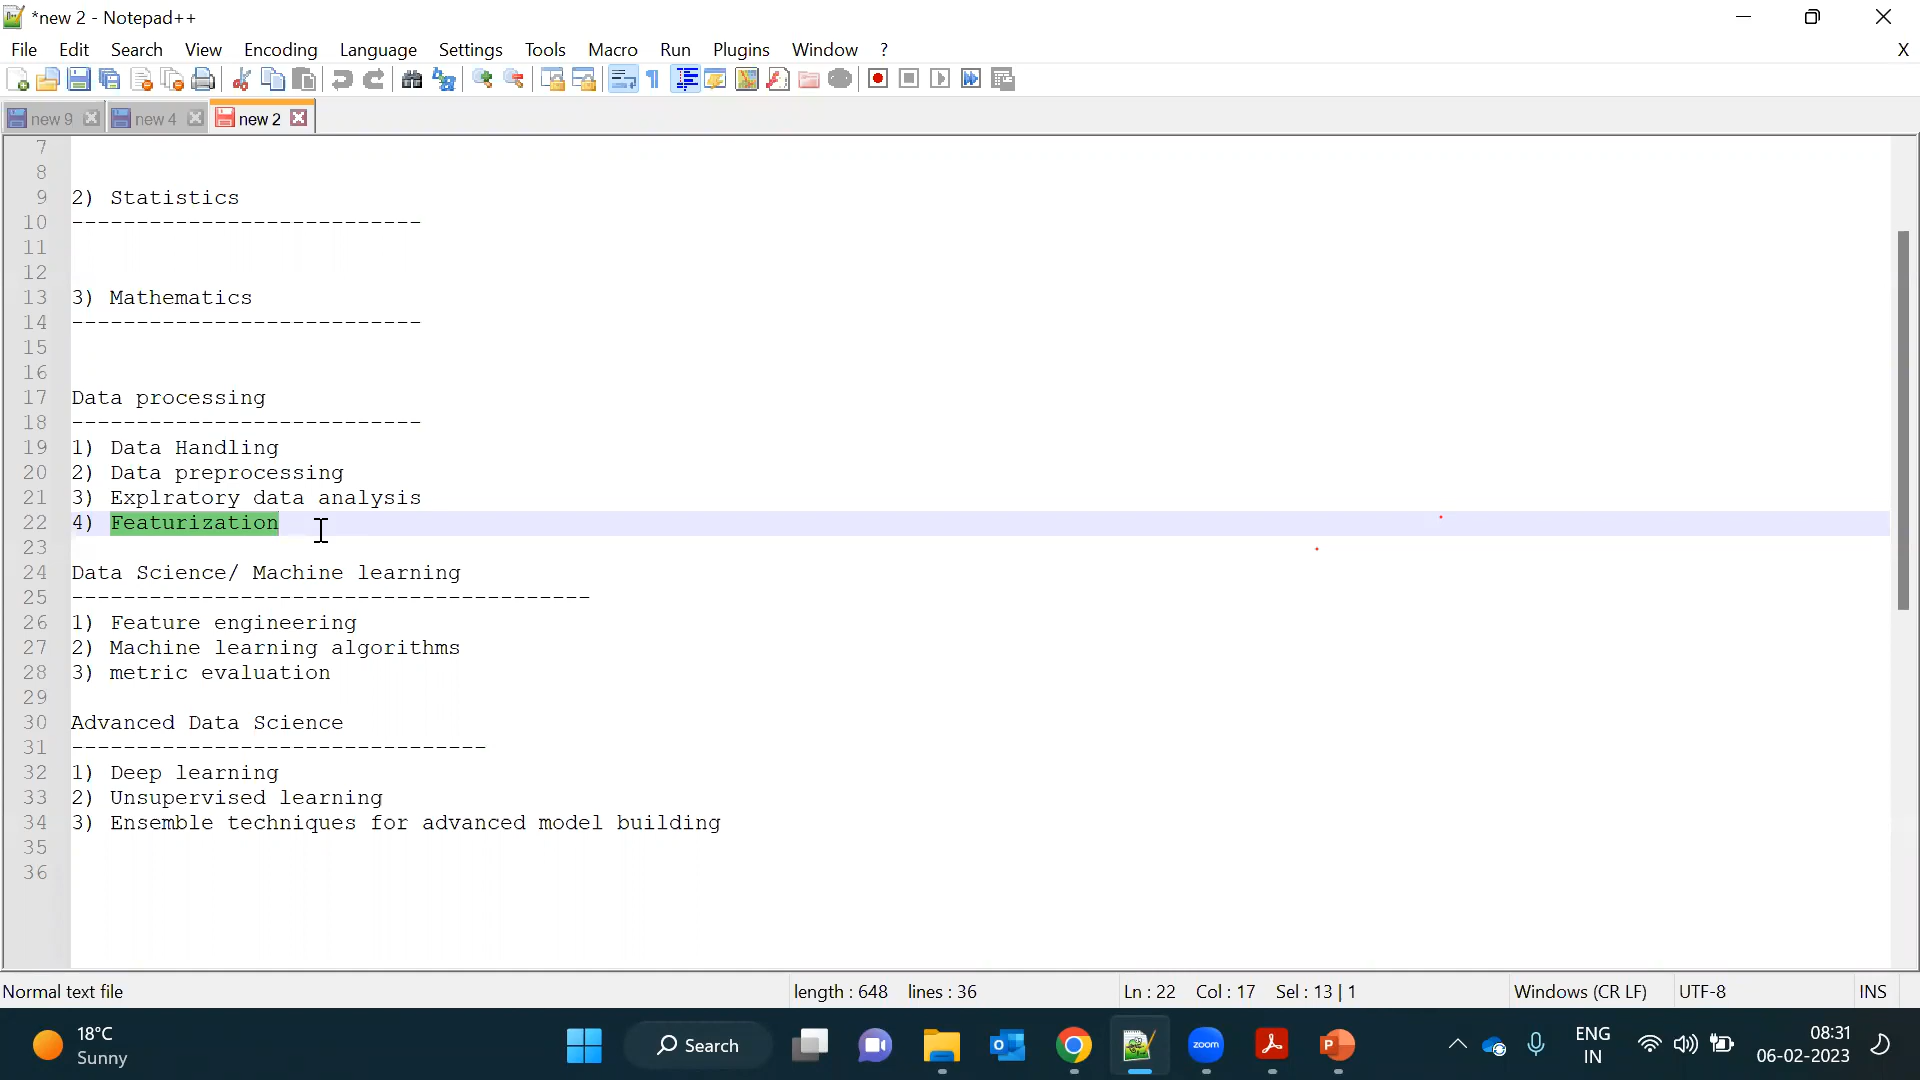 *new 2 - Notepad++
File Edit Search View Encoding Language Settings Tools Macro Run Plugins Window ? X
new 9 new 4 new 2
7
8
9 2) Statistics
10 ---------------------------
11
12
13 3) Mathematics
14 ---------------------------
15
16
17 Data processing
18 ---------------------------
19 1) Data Handling
20 2) Data preprocessing
21 3) Explratory data analysis
22 4) Featurization
23
24 Data Science/ Machine learning
25 ----------------------------------------
26 1) Feature engineering
27 2) Machine learning algorithms
28 3) metric evaluation
29
30 Advanced Data Science
31 --------------------------------
32 1) Deep learning
33 2) Unsupervised learning
34 3) Ensemble techniques for advanced model building
35
36
Normal text file length : 648 lines : 36 Ln : 22 Col : 17 Sel : 13 | 1 Windows (CR LF) UTF-8 INS
18°C
Sunny
Search
zoom
ENG
IN
08:31
06-02-2023